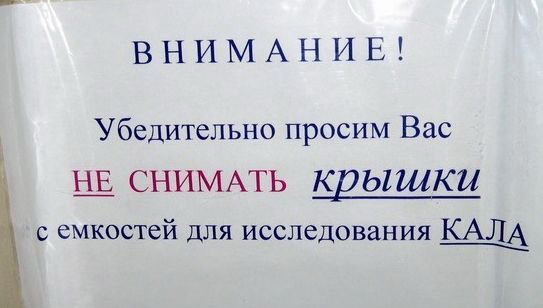 ВНИМАНИЕ!
Убедительно просим Вас
НЕ СНИМАТЬ крышки
с емкостей для исследования КАЛА